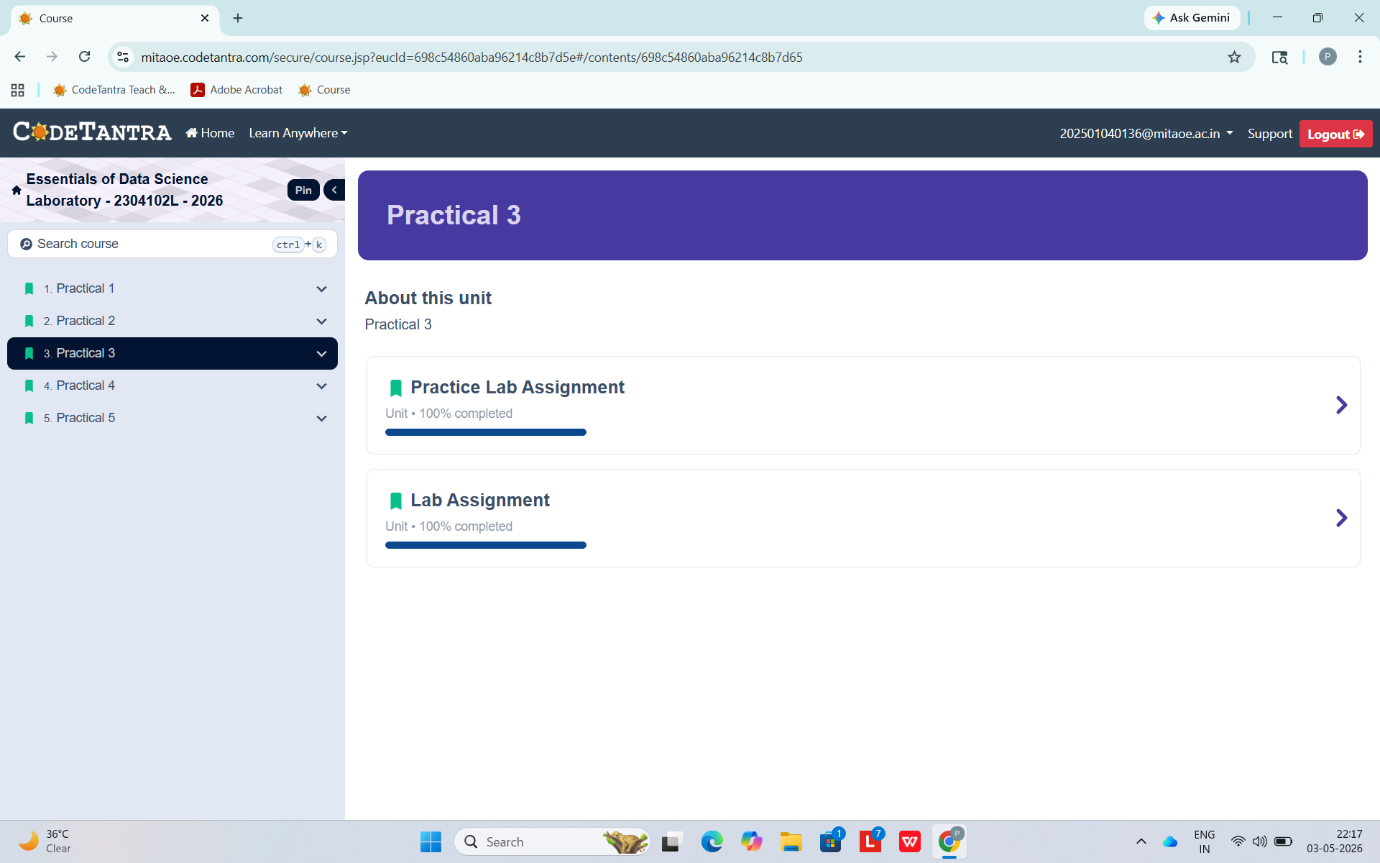 Course
Ask Gemini
mitaoe.codetantra.com/secure/course.jsp?eucId=698c54860aba96214c8b7d5e#/contents/698c54860aba96214c8b7d65
P
CodeTantra Teach &...
Adobe Acrobat
Course
CODETANTRA
Home
Learn Anywhere
202501040136@mitaoe.ac.in
Support
Logout
Essentials of Data Science
Laboratory - 2304102L - 2026
Pin
Search course
ctrl + k
1. Practical 1
2. Practical 2
3. Practical 3
4. Practical 4
5. Practical 5
Practical 3
About this unit
Practical 3
Practice Lab Assignment
Unit • 100% completed
Lab Assignment
Unit • 100% completed
36°C
Clear
Search
1
L
7
W
P
ENG
IN
22:17
03-05-2026